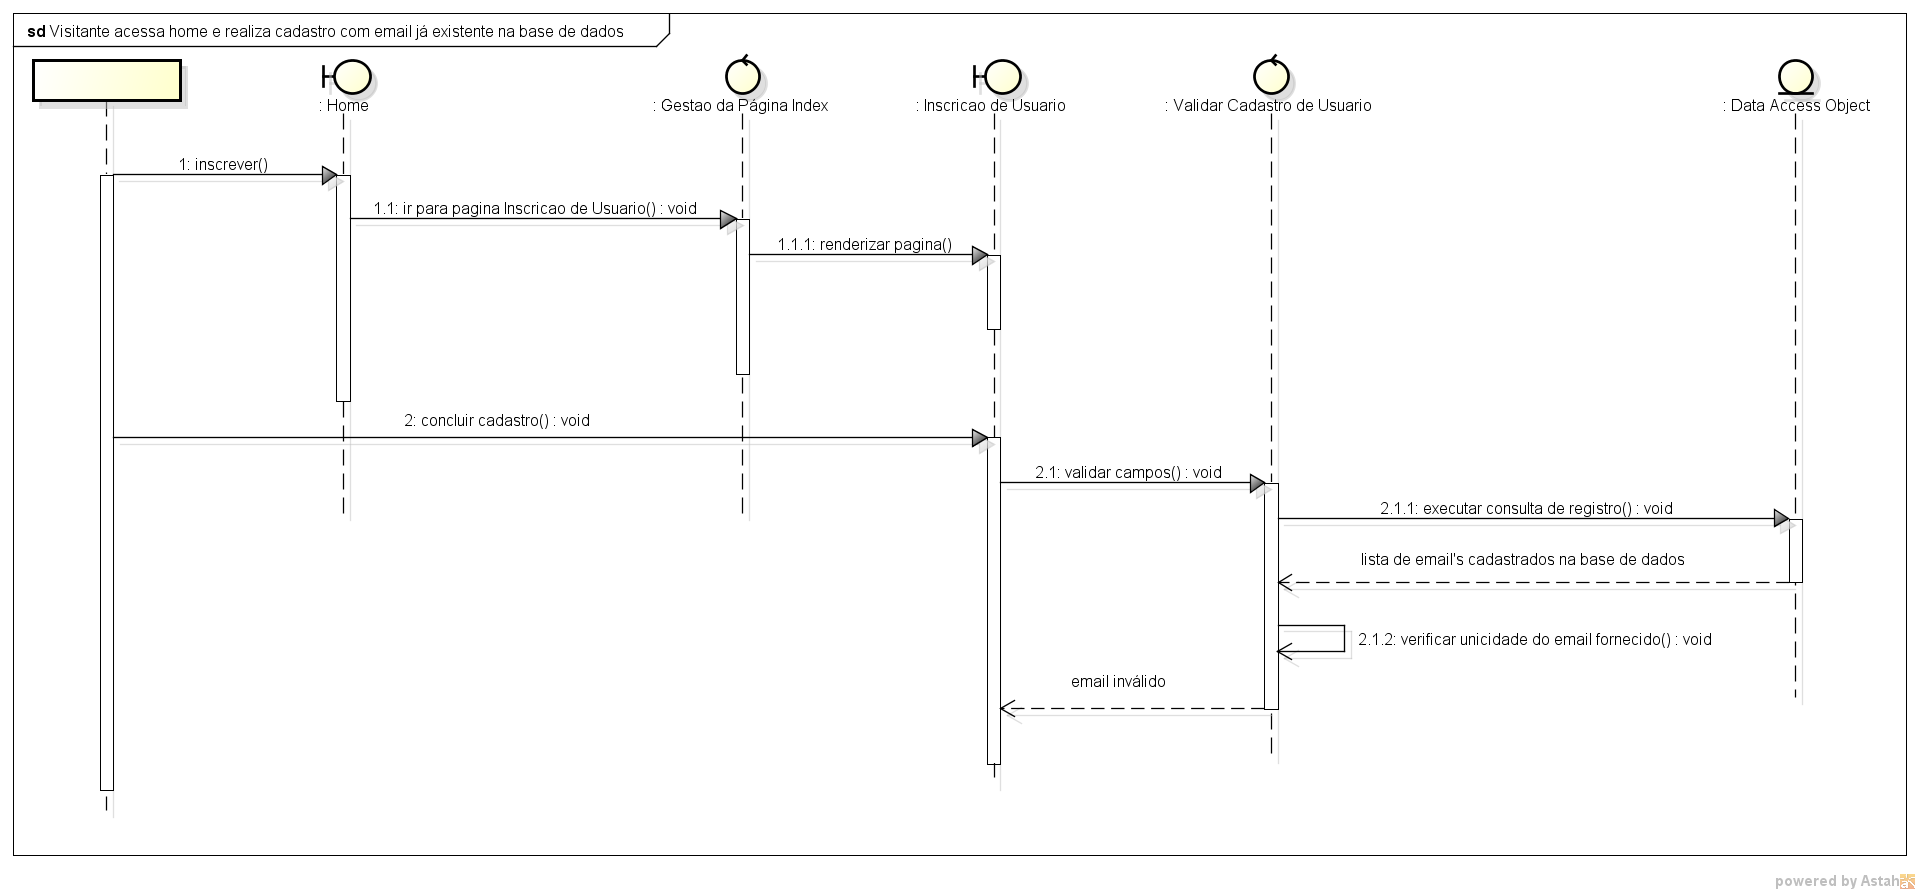 sd Visitante acessa home e realiza cadastro com email já existente na base de dados
: Home
: Gestao da Página Index
: Inscricao de Usuario
: Validar Cadastro de Usuario
: Data Access Object
1: inscrever()
1.1: ir para pagina Inscricao de Usuario() : void
1.1.1: renderizar pagina()
2: concluir cadastro() : void
2.1: validar campos() : void
2.1.1: executar consulta de registro() : void
lista de email's cadastrados na base de dados
2.1.2: verificar unicidade do email fornecido() : void
email inválido
powered by Astah